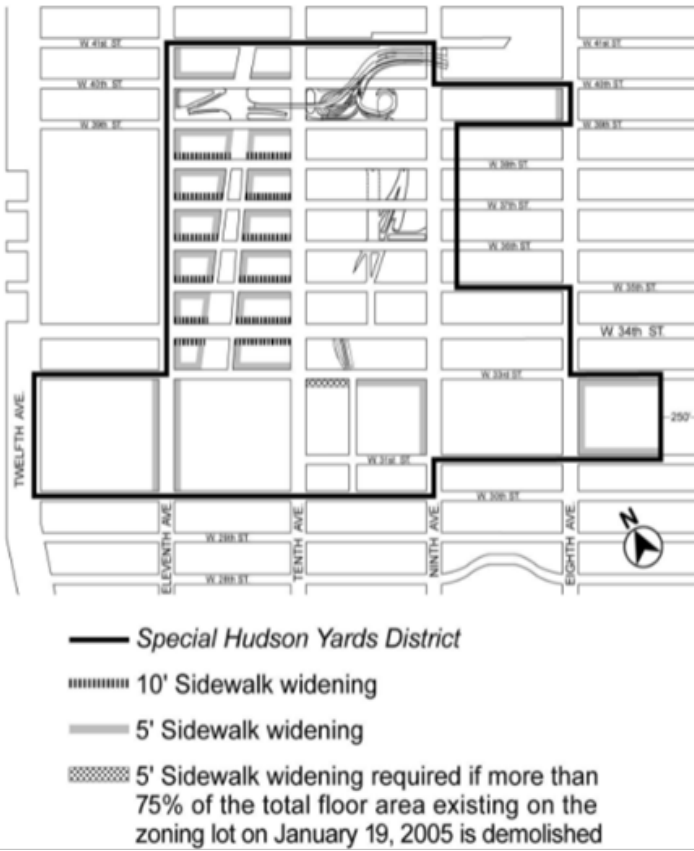 W. 41st ST.
W. 41st ST.
W. 40th ST.
W. 40th ST.
W. 39th ST.
W. 39th ST.
W. 38th ST.
W. 37th ST.
W. 36th ST.
W. 35th ST.
W. 34th ST.
W. 33rd ST.
TWELFTH AVE.
250'
W. 31st ST.
W. 30th ST.
ELEVENTH AVE.
TENTH AVE.
NINTH AVE.
EIGHTH AVE.
N
W. 29th ST.
W. 28th ST.
Special Hudson Yards District
10' Sidewalk widening
5' Sidewalk widening
5' Sidewalk widening required if more than
75% of the total floor area existing on the
zoning lot on January 19, 2005 is demolished